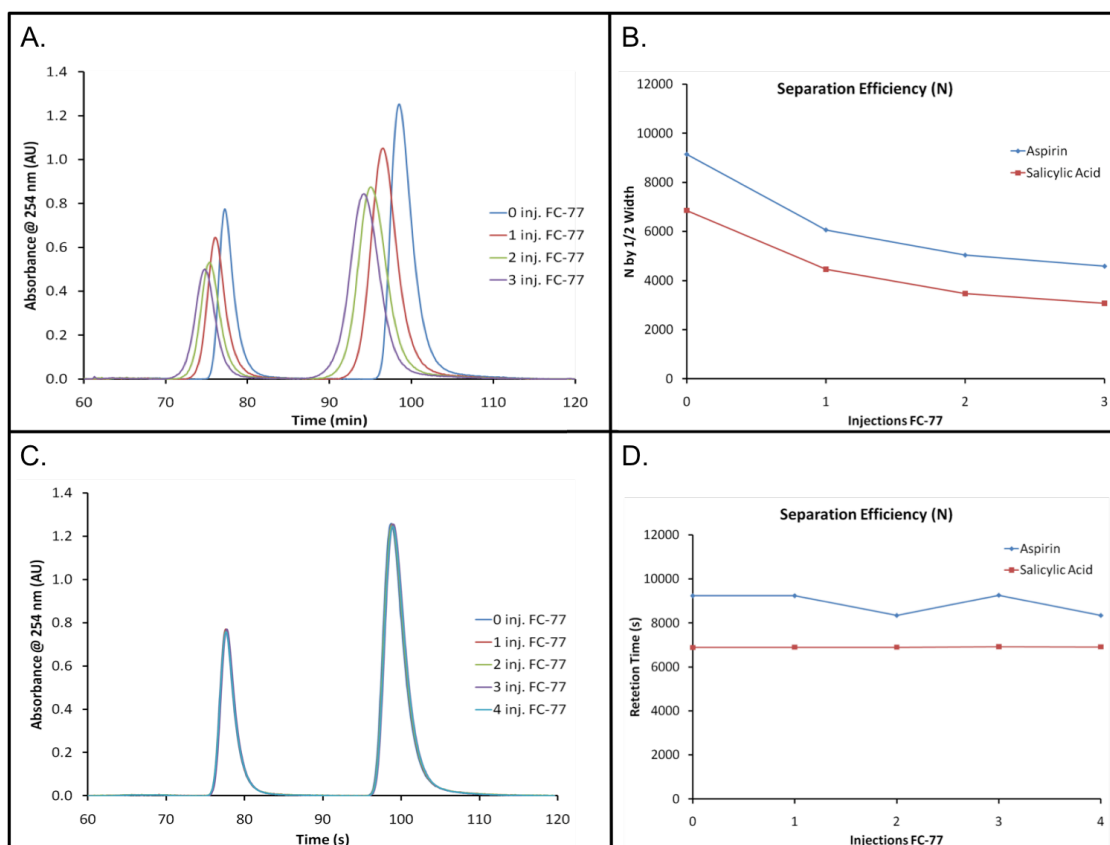 A.
1.4
1.2
1.0
0.8
0.6
0.4
0.2
0.0
Absorbance @ 254 nm (AU)
0 inj. FC-77
1 inj. FC-77
2 inj. FC-77
3 inj. FC-77
60 70 80 90 100 110 120
Time (min)
B.
Separation Efficiency (N)
12000
10000
8000
6000
4000
2000
0
N by 1/2 Width
Aspirin
Salicylic Acid
0 1 2 3
Injections FC-77
C.
1.4
1.2
1.0
0.8
0.6
0.4
0.2
0.0
Absorbance @ 254 nm (AU)
0 inj. FC-77
1 inj. FC-77
2 inj. FC-77
3 inj. FC-77
4 inj. FC-77
60 70 80 90 100 110 120
Time (s)
D.
Separation Efficiency (N)
12000
10000
8000
6000
4000
2000
0
Retetion Time (s)
Aspirin
Salicylic Acid
0 1 2 3 4
Injections FC-77